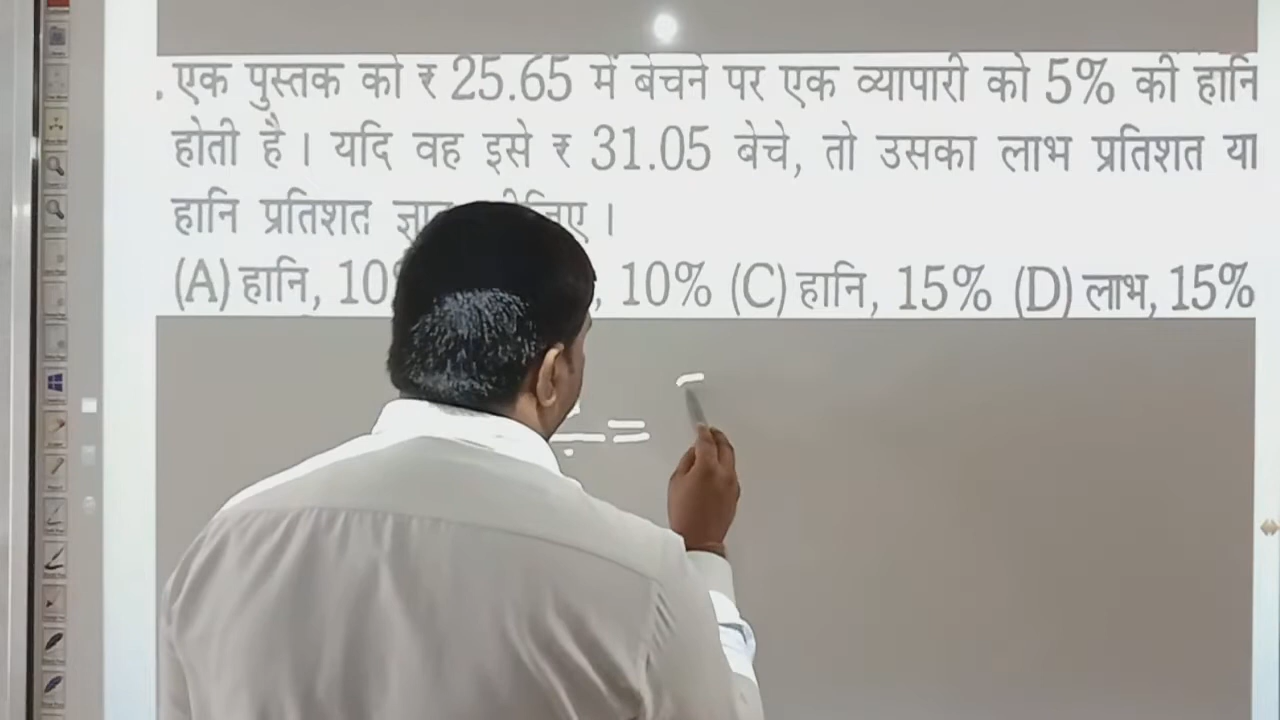 एक पुस्तक को ₹ 25.65 में बेचने पर एक व्यापारी को 5% की हानि
होती है । यदि वह इसे ₹ 31.05 बेचे, तो उसका लाभ प्रतिशत या
हानि प्रतिशत ।
(A) हानि, 10 , 10% (C) हानि, 15% (D) लाभ, 15%
=